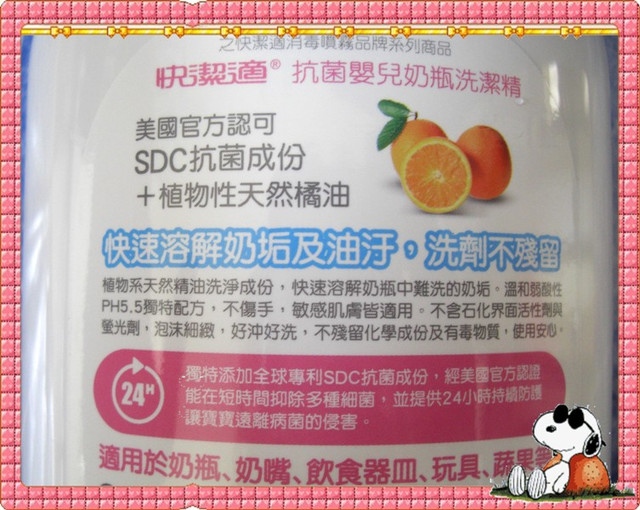 之快潔適消毒噴霧品牌系列商品
快潔適® 抗菌嬰兒奶瓶洗潔精
美國官方認可
SDC抗菌成份
＋植物性天然橘油
快速溶解奶垢及油汙，洗劑不殘留
植物系天然精油洗淨成份，快速溶解奶瓶中難洗的奶垢。溫和弱酸性
PH5.5獨特配方，不傷手，敏感肌膚皆適用。不含石化界面活性劑與
螢光劑，泡沫細緻，好沖好洗，不殘留化學成份及有毒物質，使用安心。
24H
獨特添加全球專利SDC抗菌成份，經美國官方認證
能在短時間抑除多種細菌，並提供24小時持續防護
讓寶寶遠離病菌的侵害。
適用於奶瓶、奶嘴、飲食器皿、玩具、蔬果等